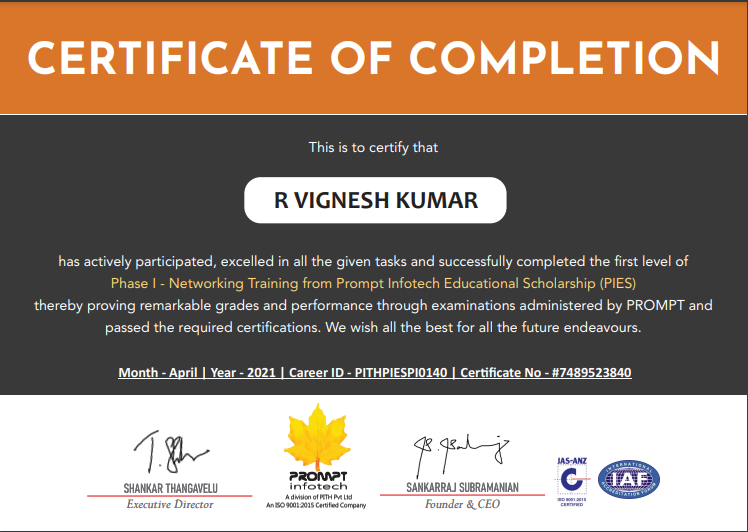 CERTIFICATE OF COMPLETION
This is to certify that
R VIGNESH KUMAR
has actively participated, excelled in all the given tasks and successfully completed the first level of
Phase I - Networking Training from Prompt Infotech Educational Scholarship (PIES)
thereby proving remarkable grades and performance through examinations administered by PROMPT and
passed the required certifications. We wish all the best for all the future endeavours.
Month - April | Year - 2021 | Career ID - PITHPIESPI0140 | Certificate No - #7489523840
SHANKAR THANGAVELU
Executive Director
PROMPT
infotech
A division of PITH Pvt Ltd
An ISO 9001:2015 Certified Company
SANKARRAJ SUBRAMANIAN
Founder & CEO
JAS-ANZ
C
ISO 9001:2015
CERTIFIED
INTERNATIONAL
IAF
ACCREDITATION FORUM